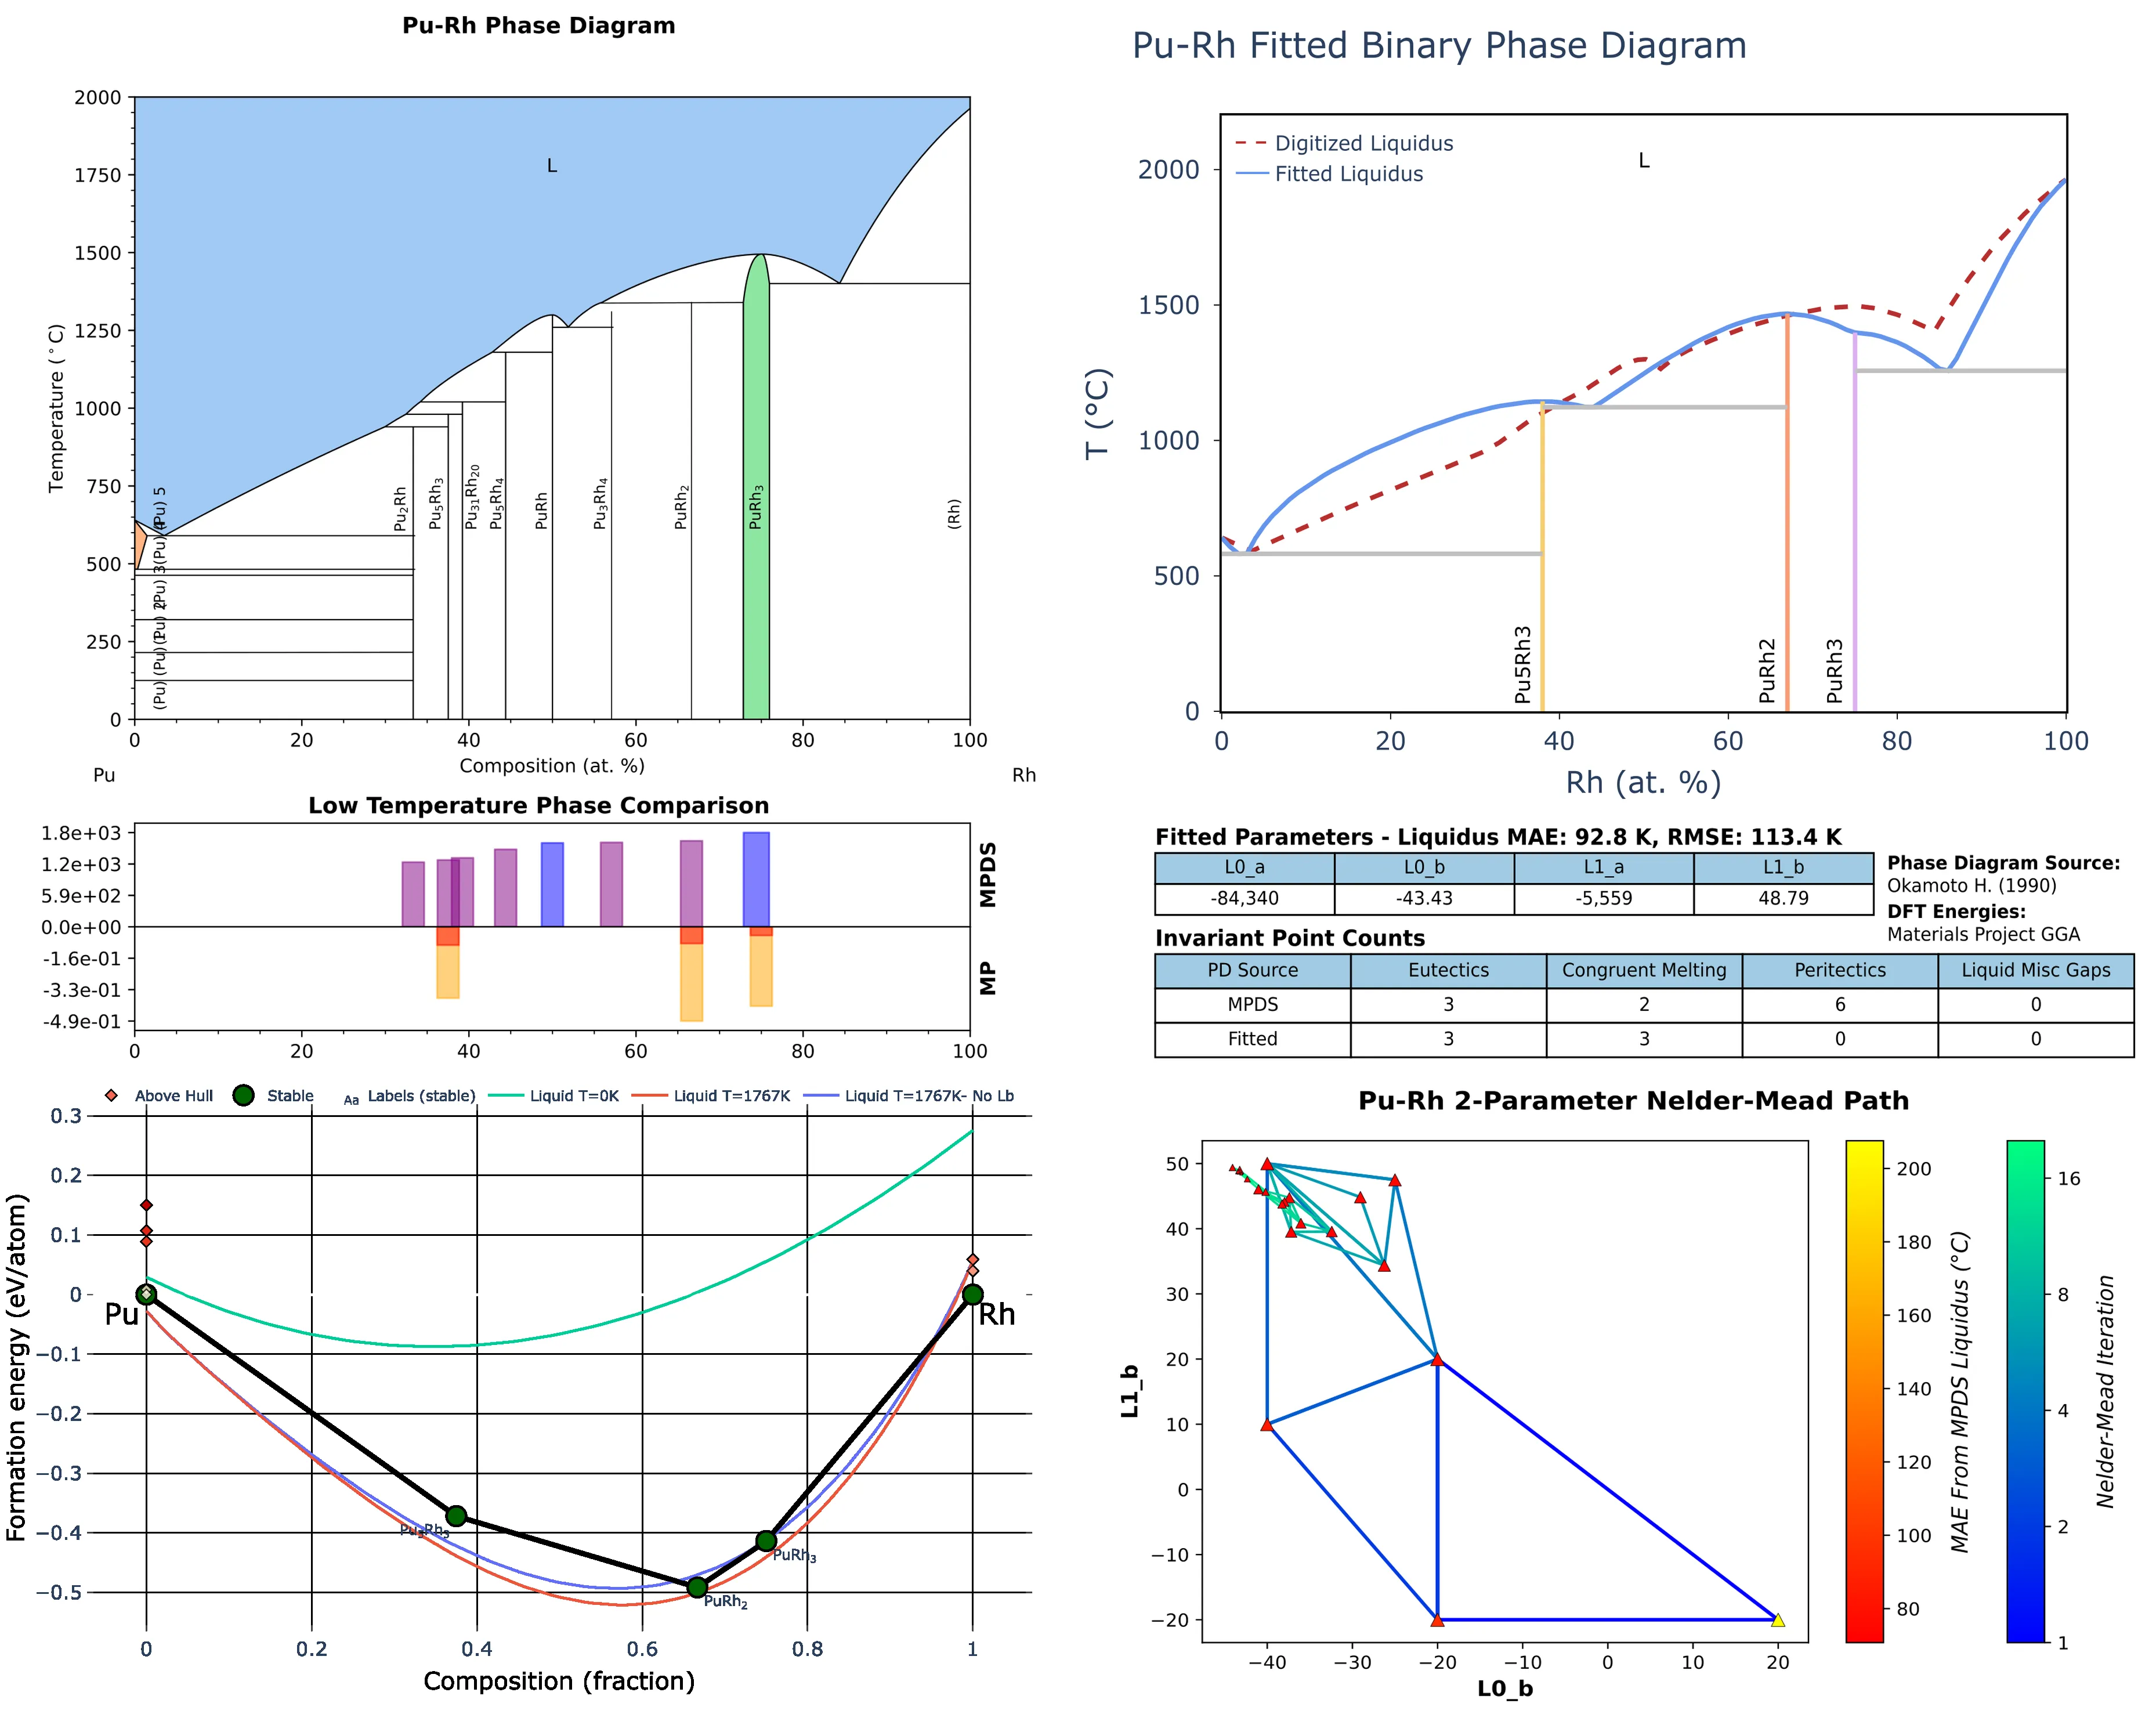 Pu-Rh Phase Diagram
2000
1750
1500
1250
1000
750
500
250
0
Temperature (°C)
L
(Pu) (Pu) 1
(Pu) 2
(Pu) 3
(Pu)
(Pu) 5
Pu2Rh
Pu5Rh3
Pu31Rh20
Pu5Rh4
PuRh
Pu3Rh4
PuRh2
PuRh3
(Rh)
0 20 40 60 80 100
Composition (at. %)
Pu Rh
Pu-Rh Fitted Binary Phase Diagram
Digitized Liquidus
Fitted Liquidus
L
2000
1500
1000
500
0
T (°C)
Pu5Rh3
PuRh2
PuRh3
0 20 40 60 80 100
Rh (at. %)
Low Temperature Phase Comparison
1.8e+03
1.2e+03
5.9e+02
0.0e+00
-1.6e-01
-3.3e-01
-4.9e-01
MPDS
MP
0 20 40 60 80 100
Fitted Parameters - Liquidus MAE: 92.8 K, RMSE: 113.4 K
L0_a L0_b L1_a L1_b
-84,340 -43.43 -5,559 48.79
Phase Diagram Source:
Okamoto H. (1990)
DFT Energies:
Materials Project GGA
Invariant Point Counts
PD Source Eutectics Congruent Melting Peritectics Liquid Misc Gaps
MPDS 3 2 6 0
Fitted 3 3 0 0
Above Hull Stable Aa Labels (stable) Liquid T=0K Liquid T=1767K Liquid T=1767K- No Lb
0.3
0.2
0.1
0
−0.1
−0.2
−0.3
−0.4
−0.5
Formation energy (eV/atom)
Pu
Rh
Pu5Rh3
PuRh3
PuRh2
0 0.2 0.4 0.6 0.8 1
Composition (fraction)
Pu-Rh 2-Parameter Nelder-Mead Path
50
40
30
20
10
0
−10
−20
L1_b
−40 −30 −20 −10 0 10 20
L0_b
200
180
160
140
120
100
80
MAE From MPDS Liquidus (°C)
16
8
4
2
1
Nelder-Mead Iteration